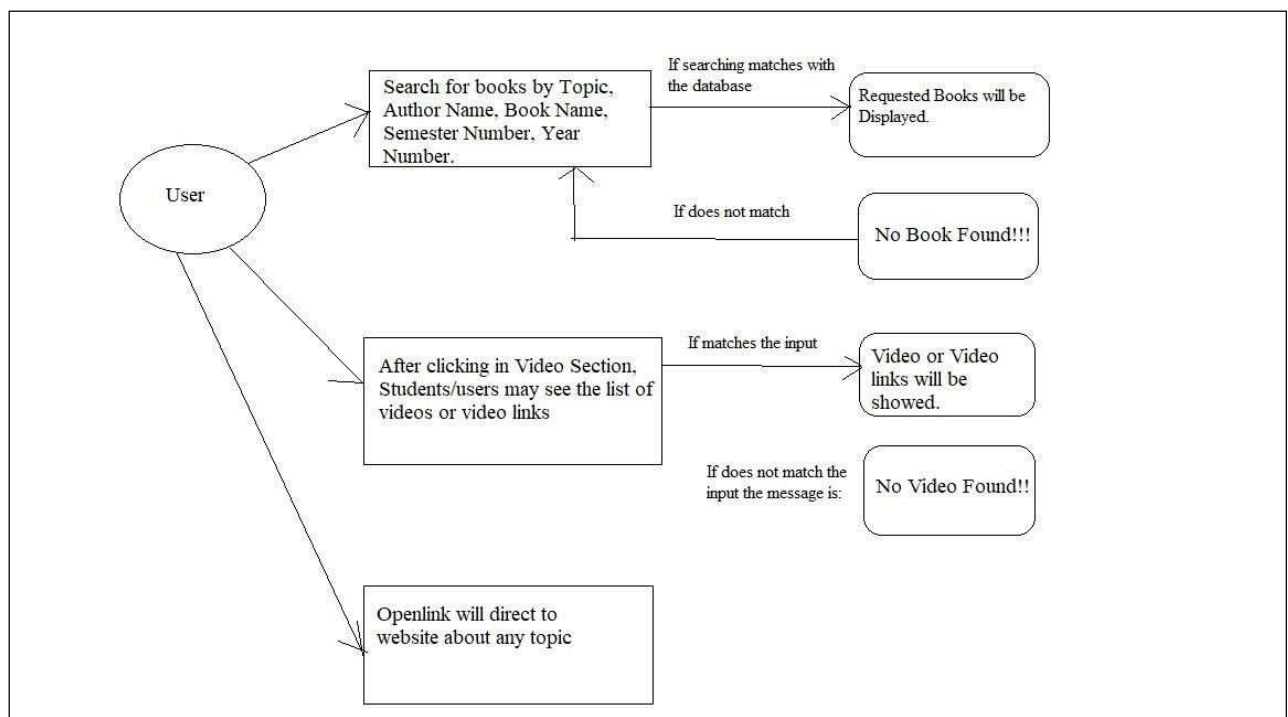 If searching matches with
the database
Search for books by Topic,
Author Name, Book Name,
Semester Number, Year
Number.
Requested Books will be
Displayed.
User
If does not match
No Book Found!!!
If matches the input
After clicking in Video Section,
Students/users may see the list of
videos or video links
Video or Video
links will be
showed.
If does not match the
input the message is:
No Video Found!!
Openlink will direct to
website about any topic